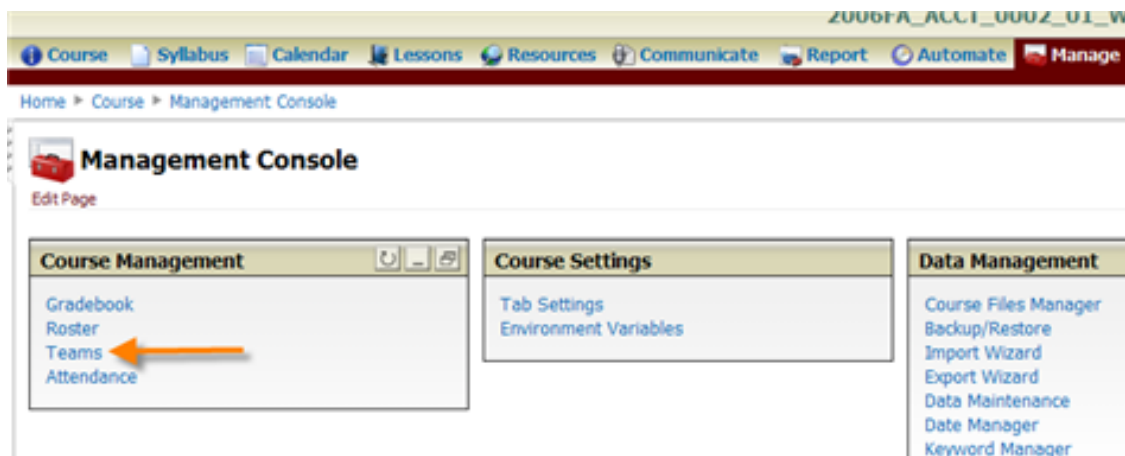 2006FA_ACCT_0002_01_W
Course Syllabus Calendar Lessons Resources Communicate Report Automate Manage
Home Course Management Console
Management Console
Edit Page
Course Management
Gradebook
Roster
Teams
Attendance
Course Settings
Tab Settings
Environment Variables
Data Management
Course Files Manager
Backup/Restore
Import Wizard
Export Wizard
Data Maintenance
Date Manager
Keyword Manager